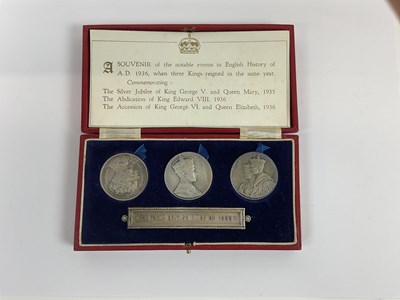 A SOUVENIR of the notable events in English History of
A.D. 1936, when three Kings reigned in the same year.
Commemorating :-
The Silver Jubilee of King George V. and Queen Mary, 1935
The Abdication of King Edward VIII. 1936
The Accession of King George VI. and Queen Elizabeth, 1936